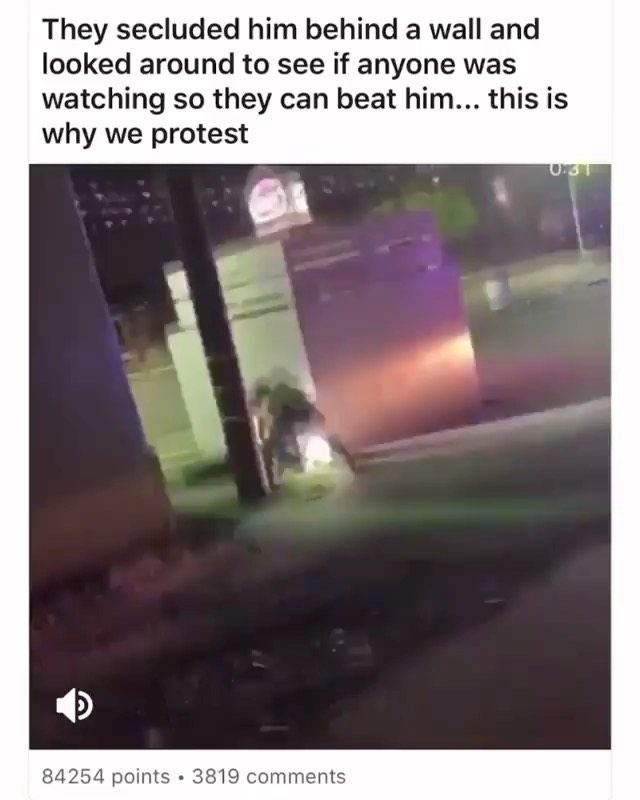 They secluded him behind a wall and
looked around to see if anyone was
watching so they can beat him... this is
why we protest
0:31
84254 points • 3819 comments